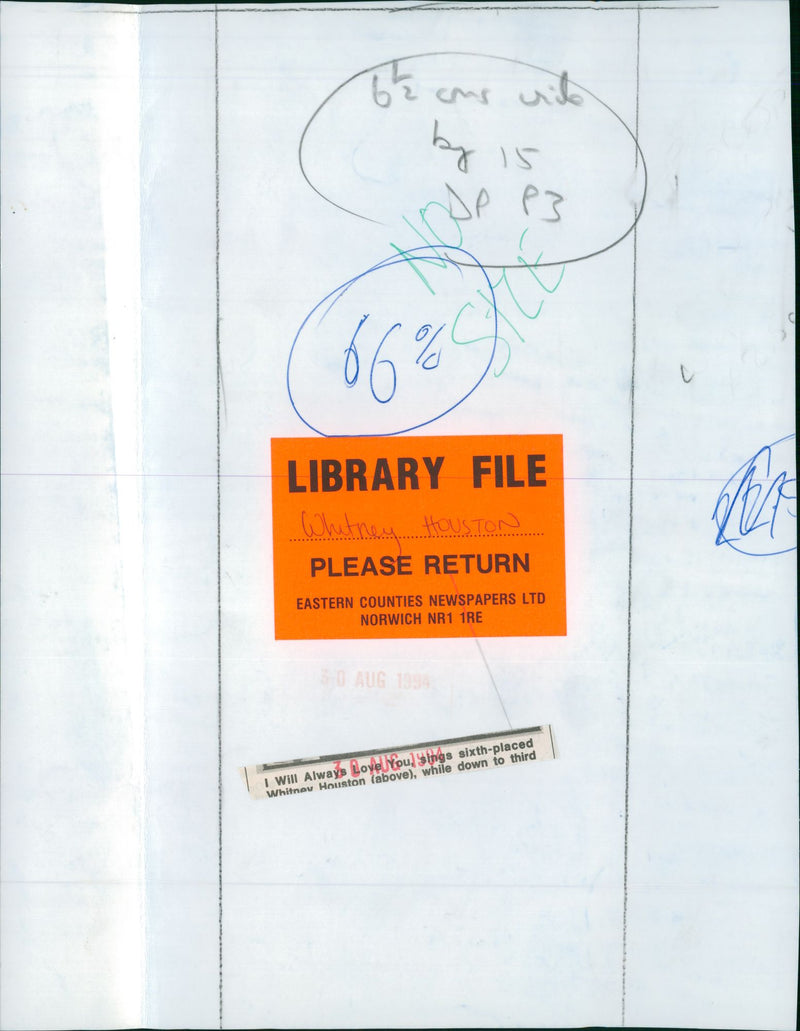 6½ cms wide
by 15
DP P3
NO
SIZE
66%
LIBRARY FILE
Whitney HOUSTON
PLEASE RETURN
EASTERN COUNTIES NEWSPAPERS LTD
NORWICH NR1 1RE
30 AUG 1994
30 AUG 1994
I Will Always Love You, sings sixth-placed
Whitney Houston (above), while down to third